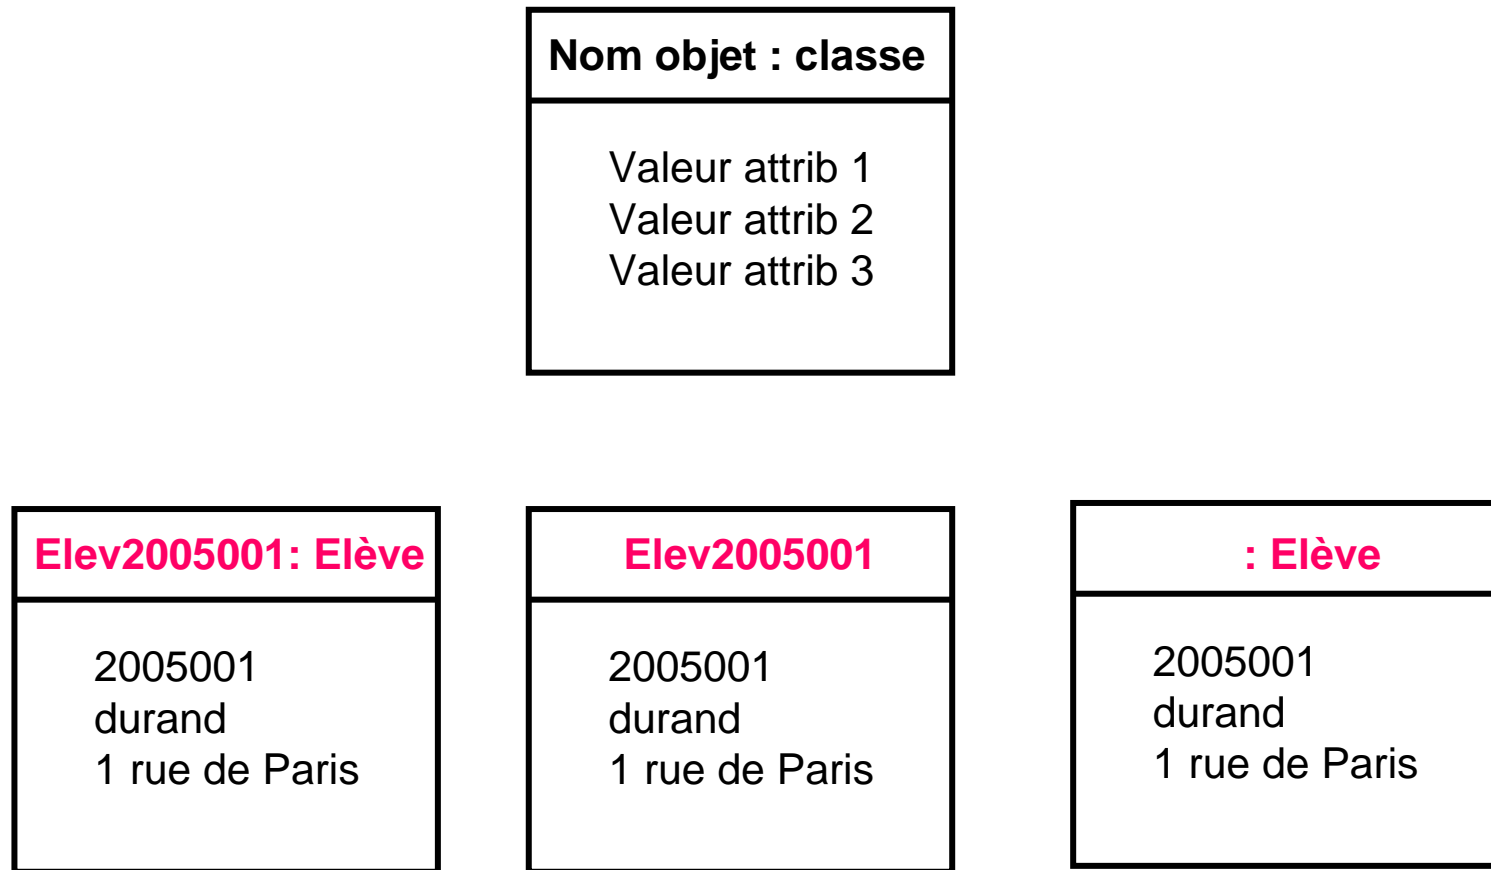 Nom objet : classe
Valeur attrib 1
Valeur attrib 2
Valeur attrib 3
Elev2005001: Elève
2005001
durand
1 rue de Paris
Elev2005001
2005001
durand
1 rue de Paris
: Elève
2005001
durand
1 rue de Paris